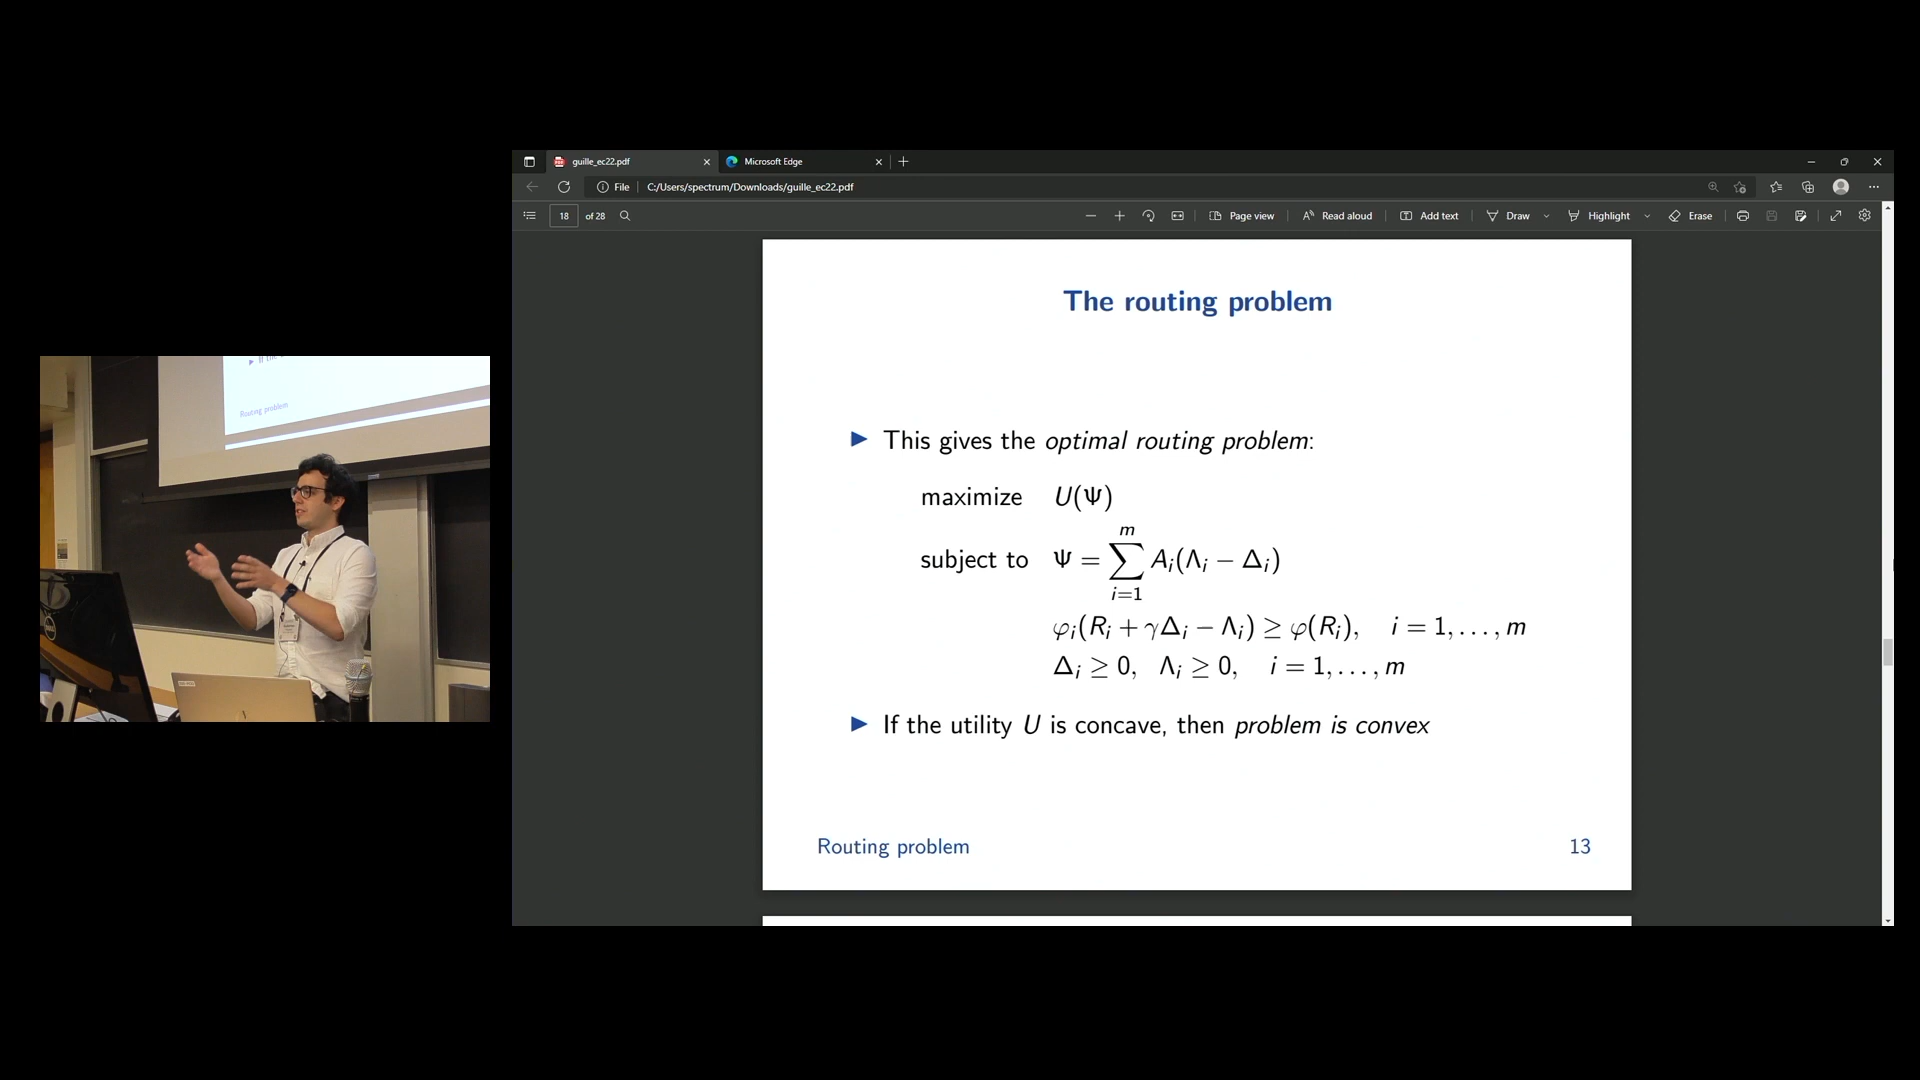 guille_ec22.pdf
Microsoft Edge
File
C:/Users/spectrum/Downloads/guille_ec22.pdf
18 of 28
Page view
Read aloud
Add text
Draw
Highlight
Erase
The routing problem
▶ This gives the optimal routing problem:
maximize U(Ψ)
subject to Ψ = ∑_{i=1}^{m} A_i(Λ_i − Δ_i)
φ_i(R_i + γΔ_i − Λ_i) ≥ φ(R_i), i = 1, . . . , m
Δ_i ≥ 0, Λ_i ≥ 0, i = 1, . . . , m
▶ If the utility U is concave, then problem is convex
Routing problem 13
Routing problem
DELL